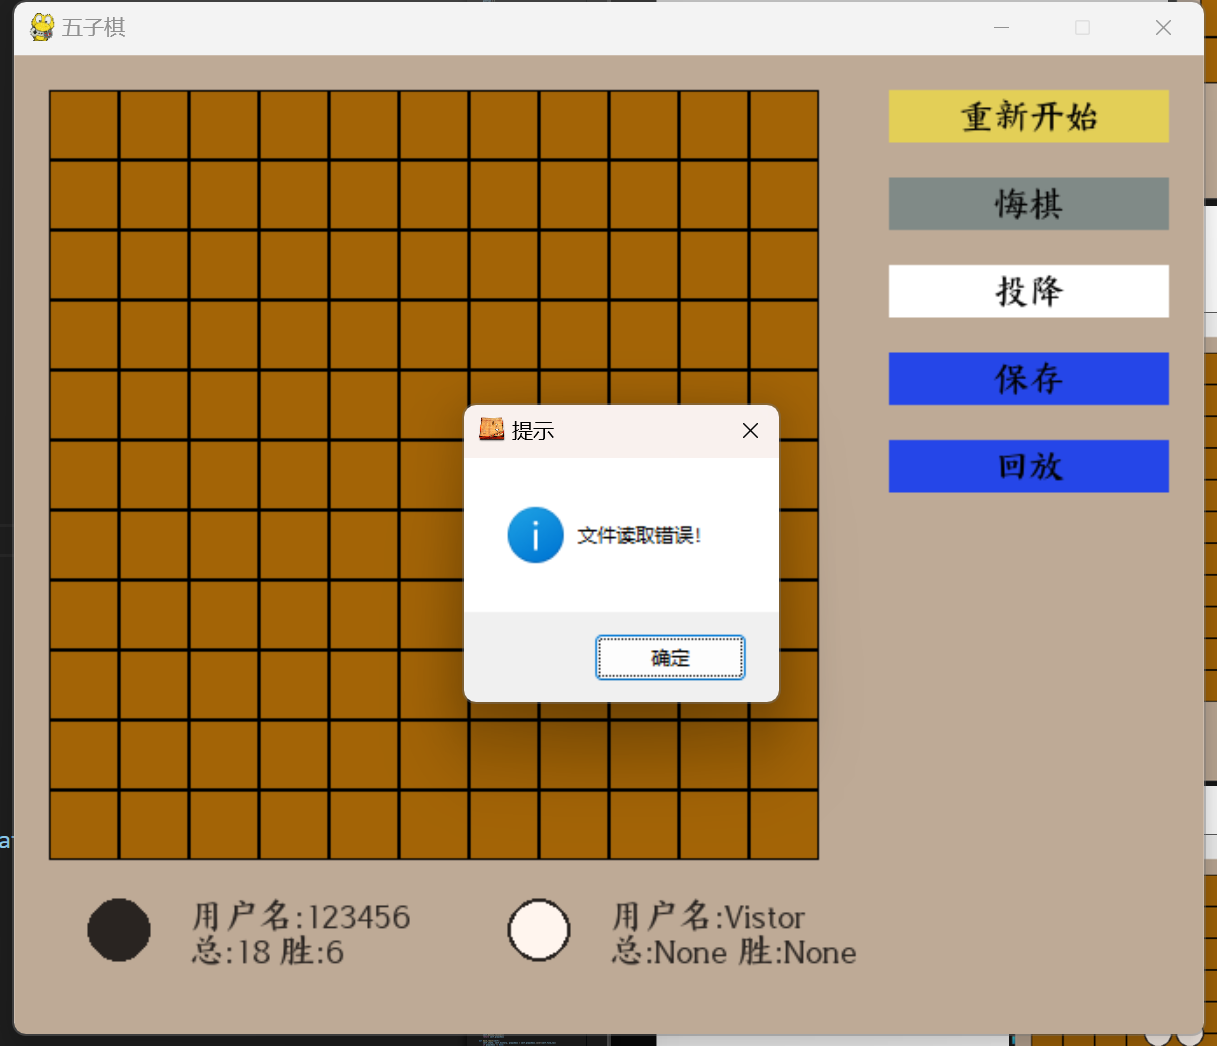 五子棋
重新开始
悔棋
投降
保存
回放
提示
文件读取错误!
确定
用户名:123456
总:18 胜:6
用户名:Vistor
总:None 胜:None